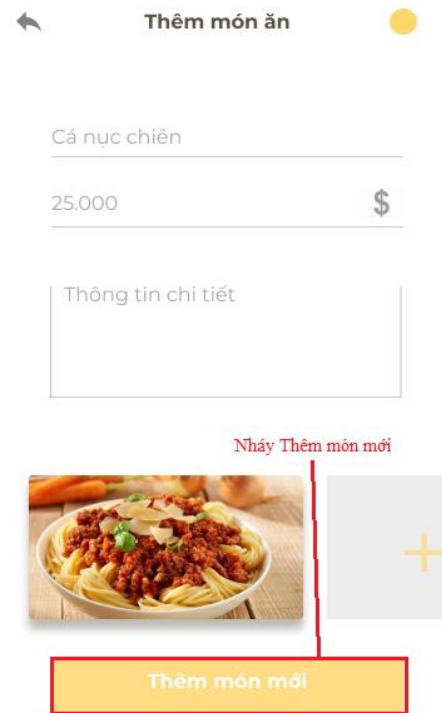 Thêm món ăn
Cá nục chiên
25.000 $
Thông tin chi tiết
Nháy Thêm món mới
Thêm món mới